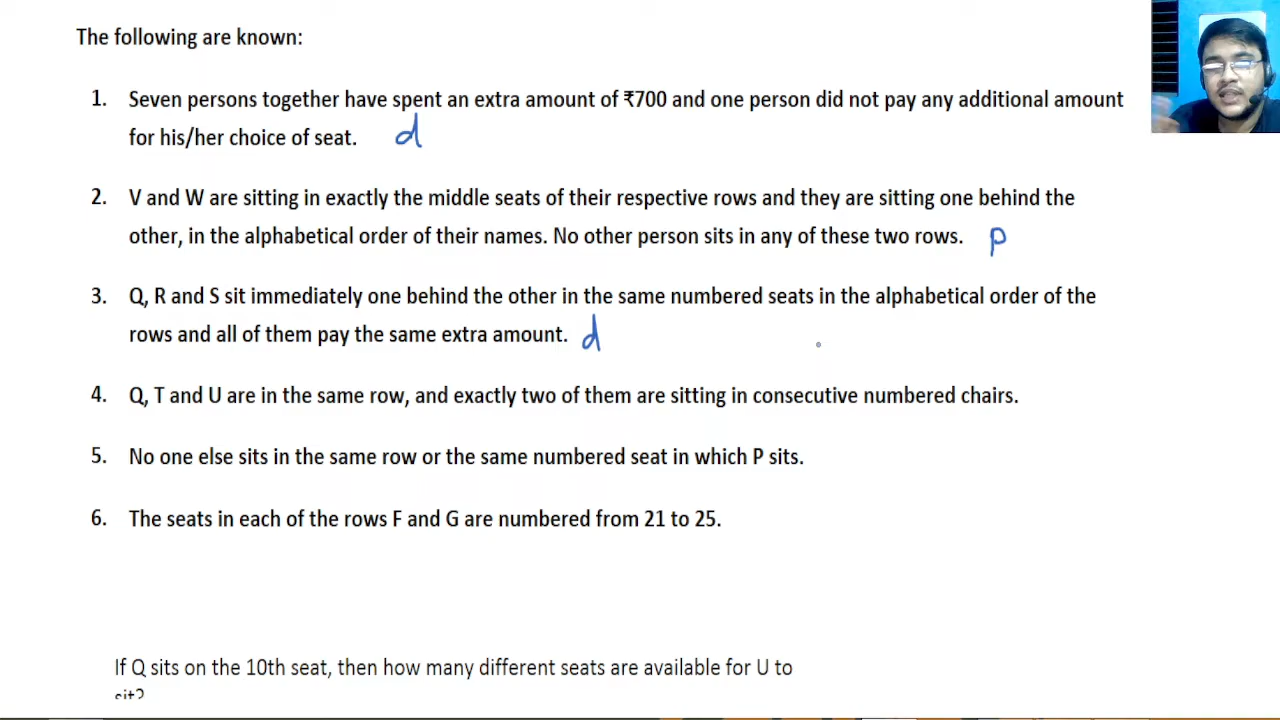 The following are known:
1. Seven persons together have spent an extra amount of ₹700 and one person did not pay any additional amount
for his/her choice of seat. d
2. V and W are sitting in exactly the middle seats of their respective rows and they are sitting one behind the
other, in the alphabetical order of their names. No other person sits in any of these two rows. P
3. Q, R and S sit immediately one behind the other in the same numbered seats in the alphabetical order of the
rows and all of them pay the same extra amount. d
4. Q, T and U are in the same row, and exactly two of them are sitting in consecutive numbered chairs.
5. No one else sits in the same row or the same numbered seat in which P sits.
6. The seats in each of the rows F and G are numbered from 21 to 25.
If Q sits on the 10th seat, then how many different seats are available for U to
sit?